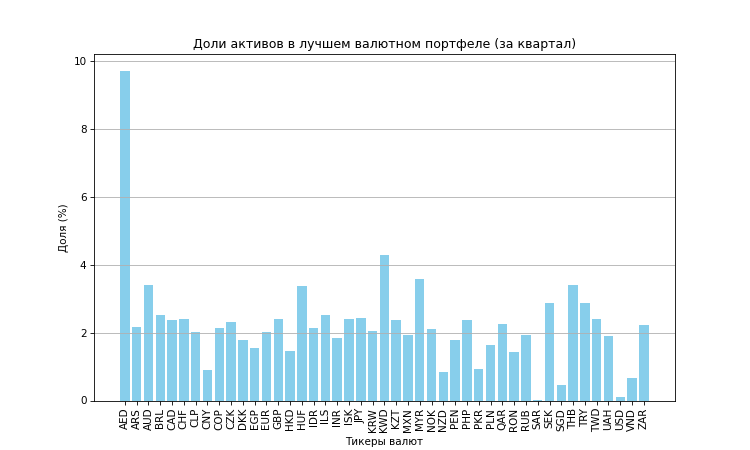 Доли активов в лучшем валютном портфеле (за квартал)
Доля (%)
10
8
6
4
2
0
AED ARS AUD BRL CAD CHF CLP CNY COP CZK DKK EGP EUR GBP HKD HUF IDR ILS INR ISK JPY KRW KWD KZT MXN MYR NOK NZD PEN PHP PKR PLN QAR RON RUB SAR SEK SGD THB TRY TWD UAH USD VND ZAR
Тикеры валют